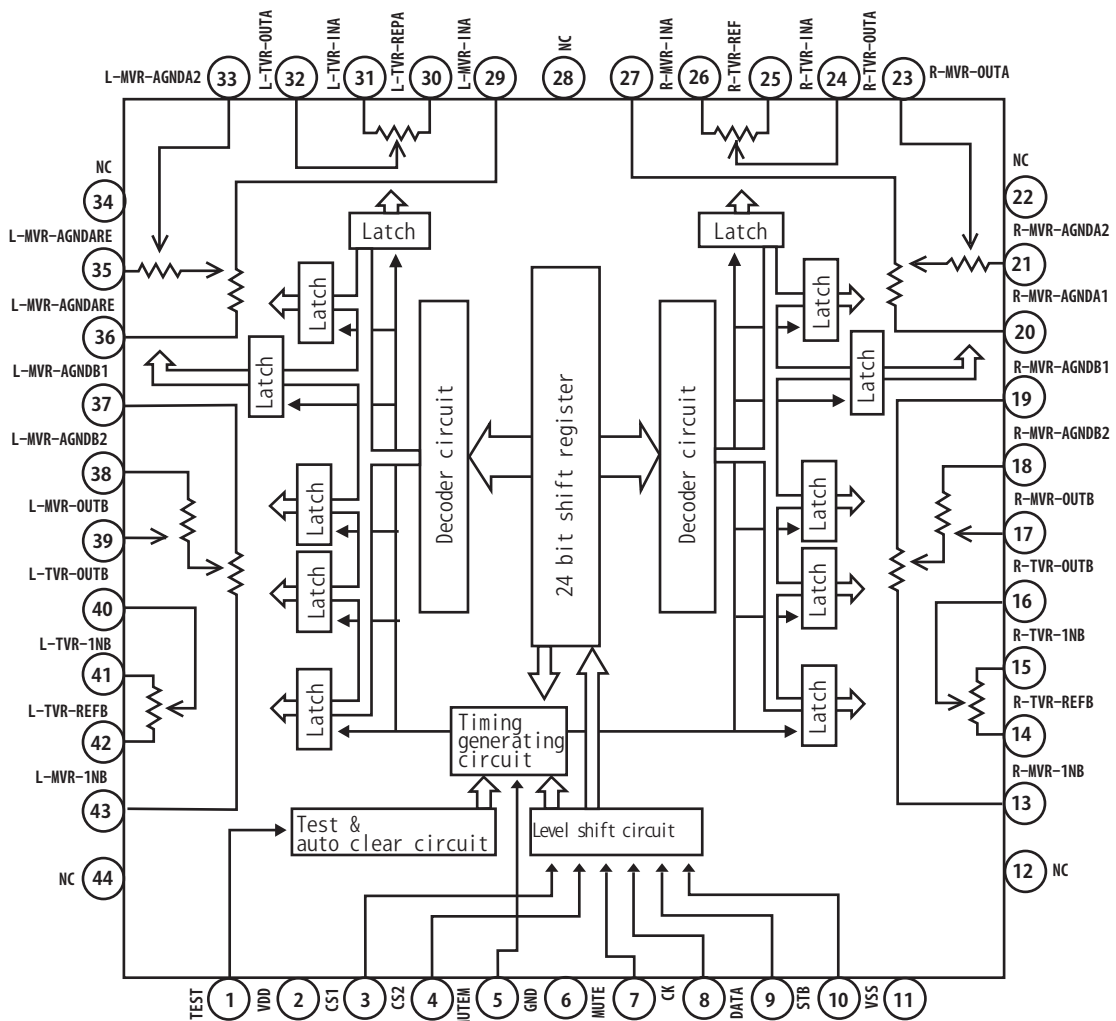 L-MVR-AGNDA2
33
L-TVR-OUTA
32
L-TVR-INA
31
L-TVR-REPA
30
L-MVR-INA
29
NC
28
27
R-MVR-INA
26
R-TVR-REF
25
R-TVR-INA
24
R-TVR-OUTA
23
R-MVR-OUTA
NC
34
L-MVR-AGNDARE
35
L-MVR-AGNDARE
36
L-MVR-AGNDB1
37
L-MVR-AGNDB2
38
L-MVR-OUTB
39
L-TVR-OUTB
40
L-TVR-1NB
41
L-TVR-REFB
42
L-MVR-1NB
43
NC
44
Latch
Latch
Latch
Latch
Latch
Latch
Decoder circuit
24 bit shift register
Decoder circuit
Latch
Latch
Latch
Latch
Latch
Latch
Timing
generating
circuit
Test &
auto clear circuit
Level shift circuit
NC
22
R-MVR-AGNDA2
21
R-MVR-AGNDA1
20
R-MVR-AGNDB1
19
R-MVR-AGNDB2
18
R-MVR-OUTB
17
R-TVR-OUTB
16
R-TVR-1NB
15
R-TVR-REFB
14
R-MVR-1NB
13
12
NC
TEST
1
VDD
2
CS1
3
CS2
4
UTEM
5
GND
6
MUTE
7
CK
8
DATA
9
STB
10
VSS
11